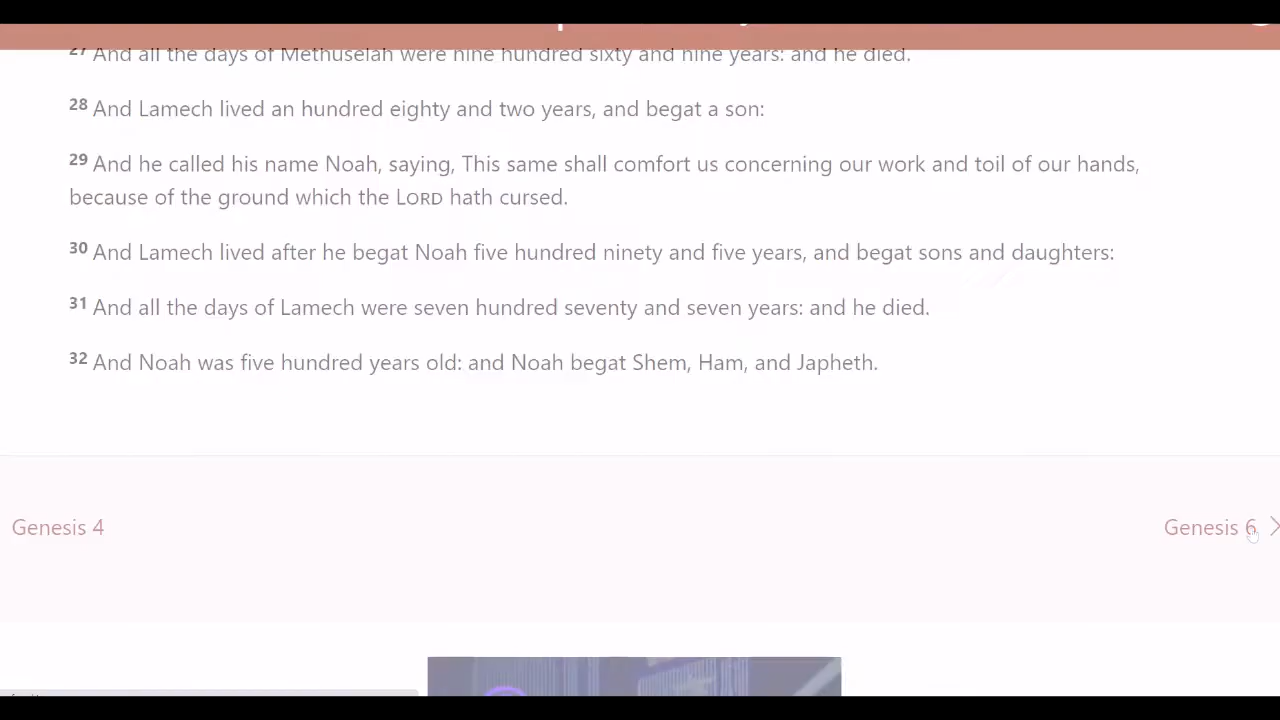 27 And all the days of Methuselah were nine hundred sixty and nine years: and he died.
28 And Lamech lived an hundred eighty and two years, and begat a son:
29 And he called his name Noah, saying, This same shall comfort us concerning our work and toil of our hands,
because of the ground which the LORD hath cursed.
30 And Lamech lived after he begat Noah five hundred ninety and five years, and begat sons and daughters:
31 And all the days of Lamech were seven hundred seventy and seven years: and he died.
32 And Noah was five hundred years old: and Noah begat Shem, Ham, and Japheth.
Genesis 4
Genesis 6